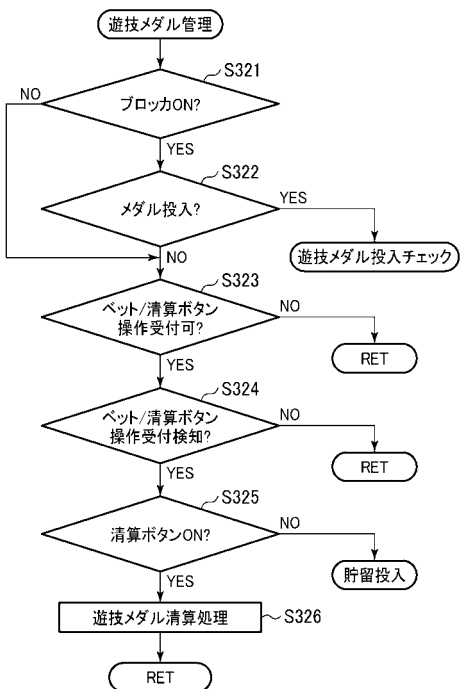 遊技メダル管理
S321
NO
ブロッカON?
YES
S322
メダル投入?
YES
NO
遊技メダル投入チェック
S323
ベット/清算ボタン
操作受付可?
NO
YES
RET
S324
ベット/清算ボタン
操作受付検知?
NO
YES
RET
S325
清算ボタンON?
NO
YES
貯留投入
遊技メダル清算処理
S326
RET